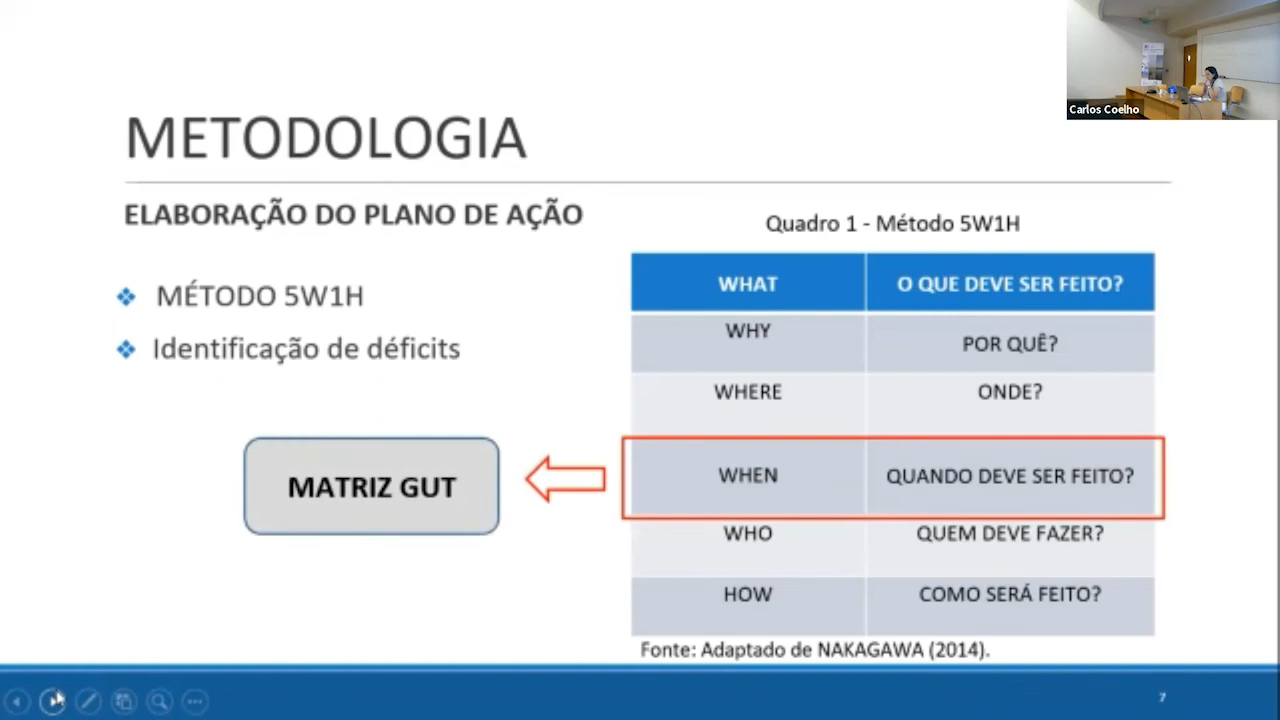 Carlos Coelho
METODOLOGIA
ELABORAÇÃO DO PLANO DE AÇÃO
MÉTODO 5W1H
Identificação de déficits
MATRIZ GUT
Quadro 1 - Método 5W1H
WHAT O QUE DEVE SER FEITO?
WHY POR QUÊ?
WHERE ONDE?
WHEN QUANDO DEVE SER FEITO?
WHO QUEM DEVE FAZER?
HOW COMO SERÁ FEITO?
Fonte: Adaptado de NAKAGAWA (2014).
7